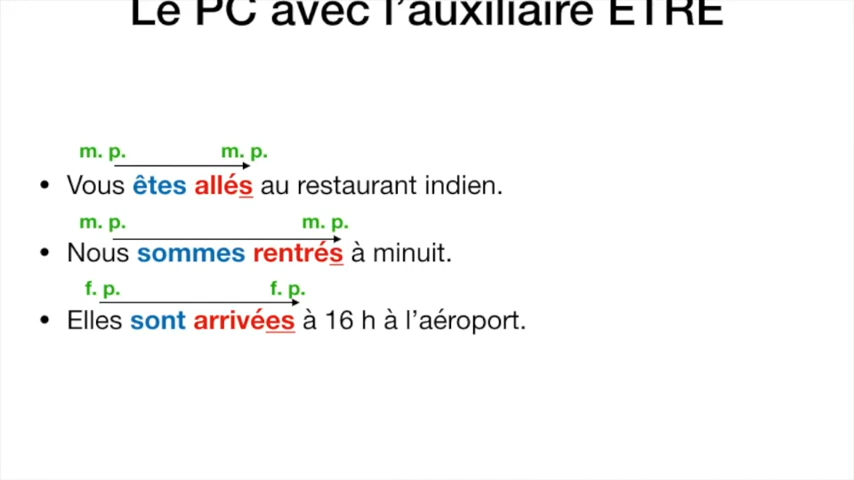 Le PC avec l'auxiliaire ETRE
m. p. m. p.
• Vous êtes allés au restaurant indien.
m. p. m. p.
• Nous sommes rentrés à minuit.
f. p. f. p.
• Elles sont arrivées à 16 h à l'aéroport.